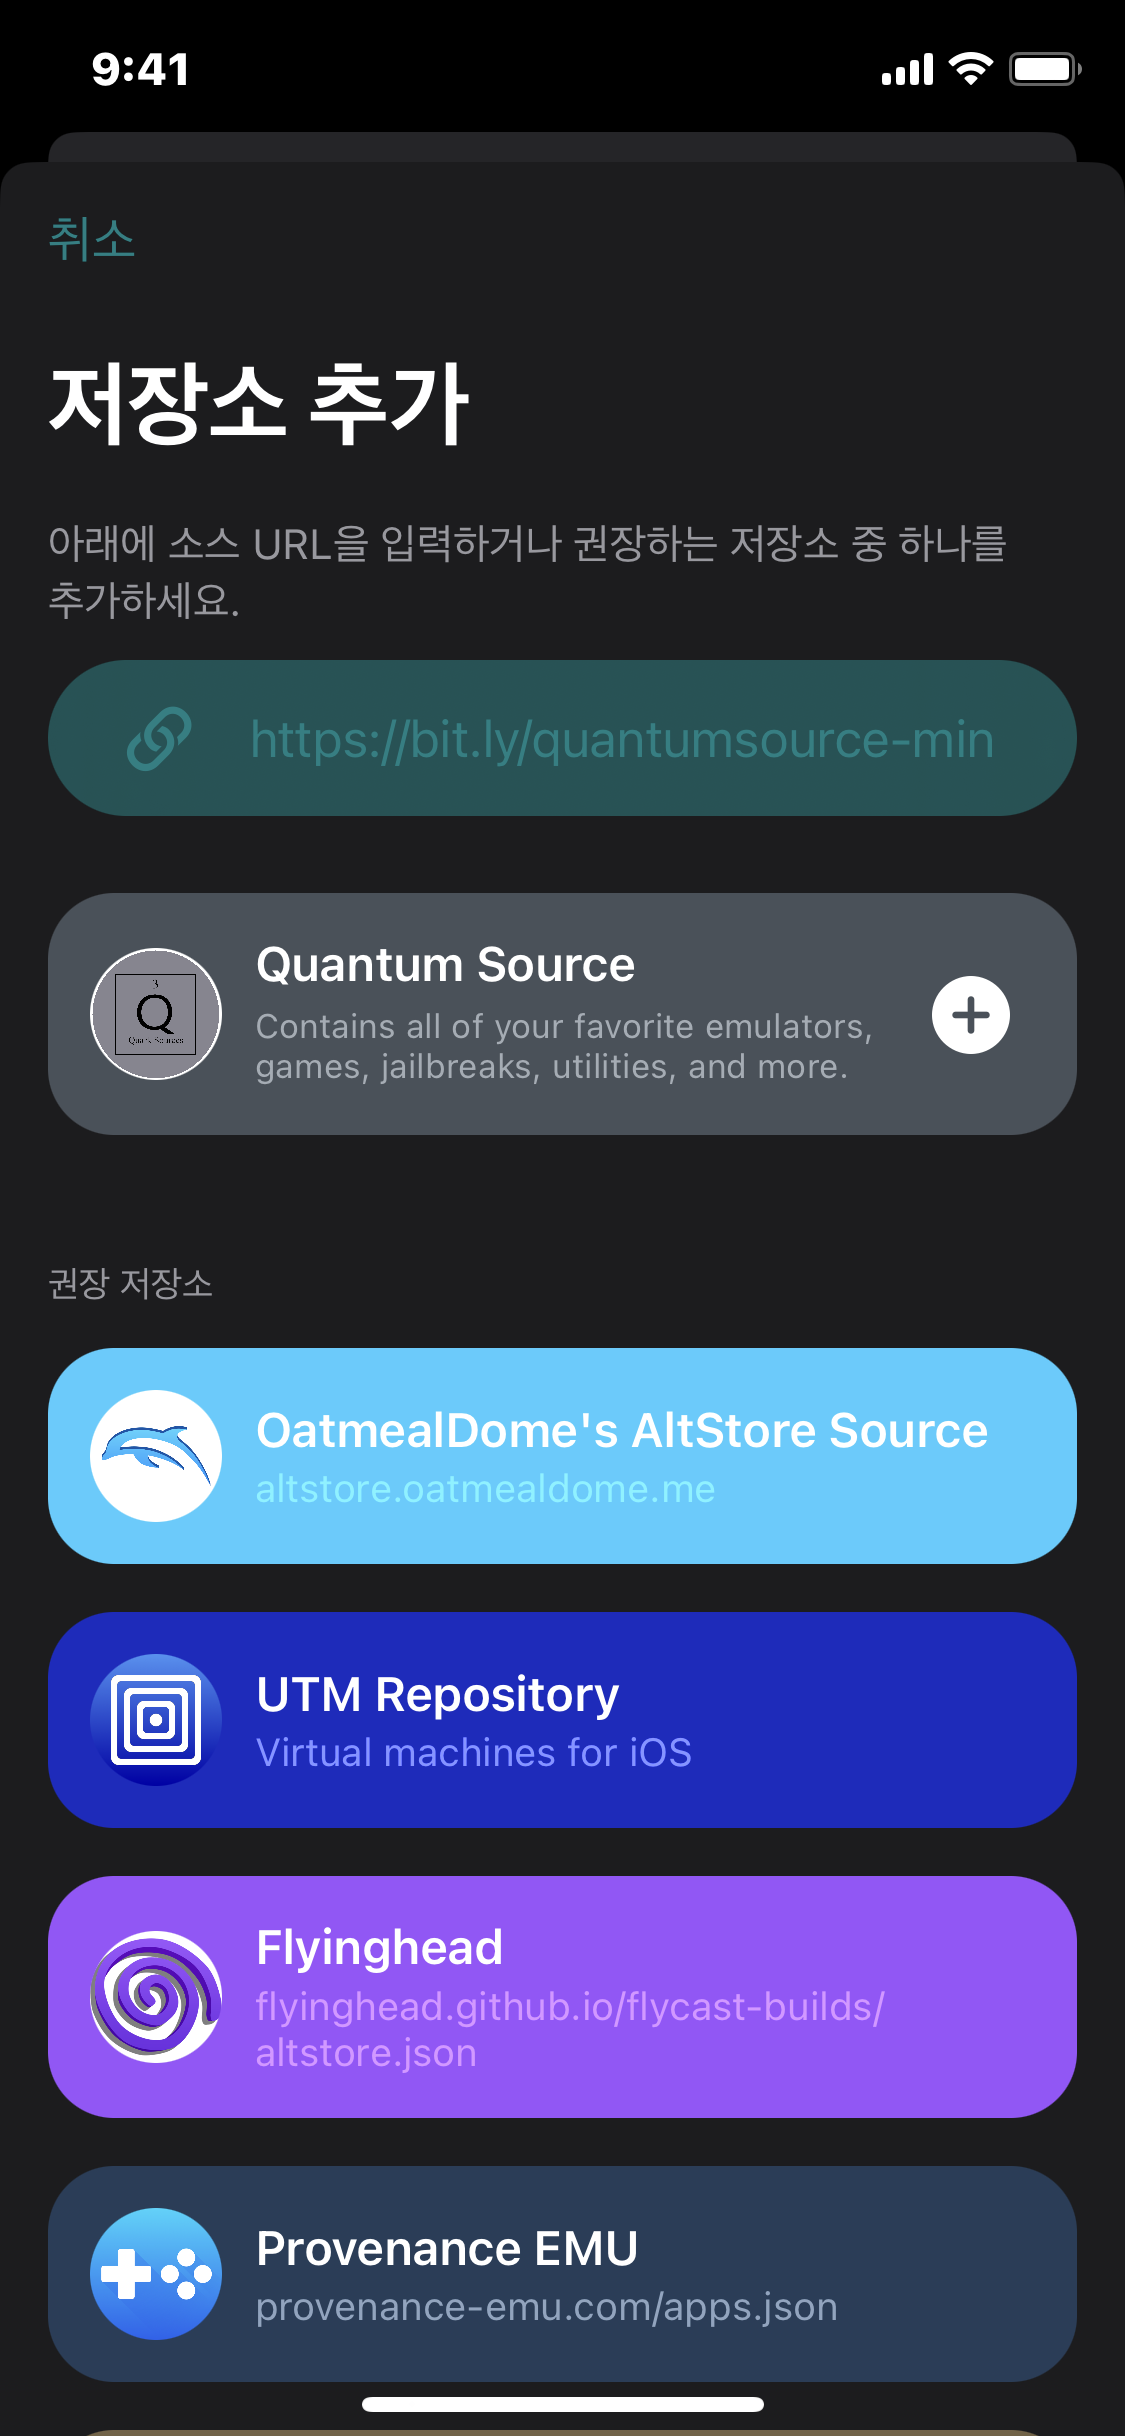 9:41
취소
저장소 추가
아래에 소스 URL을 입력하거나 권장하는 저장소 중 하나를
추가하세요.
https://bit.ly/quantumsource-min
3
Q
Quark Sources
Quantum Source
Contains all of your favorite emulators,
games, jailbreaks, utilities, and more.
권장 저장소
OatmealDome's AltStore Source
altstore.oatmealdome.me
UTM Repository
Virtual machines for iOS
Flyinghead
flyinghead.github.io/flycast-builds/
altstore.json
Provenance EMU
provenance-emu.com/apps.json